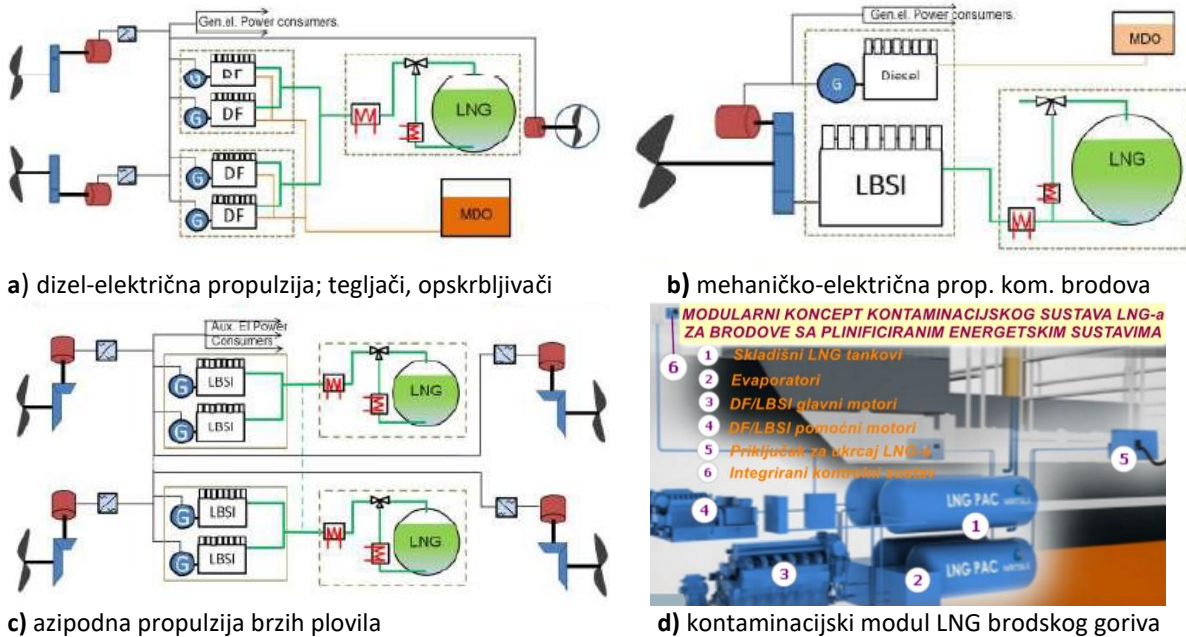 Gen.el. Power consumers.
G
DF
G
DF
G
DF
G
DF
LNG
MDO
a) dizel-električna propulzija; tegljači, opskrbljivači
Gen.el. Power consumers.
G
Diesel
MDO
LBSI
LNG
b) mehaničko-električna prop. kom. brodova
Aux. El Power
Consumers
G
LBSI
G
LBSI
LNG
G
LBSI
G
LBSI
LNG
c) azipodna propulzija brzih plovila
MODULARNI KONCEPT KONTAMINACIJSKOG SUSTAVA LNG-a
ZA BRODOVE SA PLINIFICIRANIM ENERGETSKIM SUSTAVIMA
1 Skladišni LNG tankovi
2 Evaporatori
3 DF/LBSI glavni motori
4 DF/LBSI pomoćni motori
5 Priključak za ukrcaj LNG-a
6 Integrirani kontrolni sustav
6
5
4
LNG PAC
1
3
2
LNG PAC
d) kontaminacijski modul LNG brodskog goriva